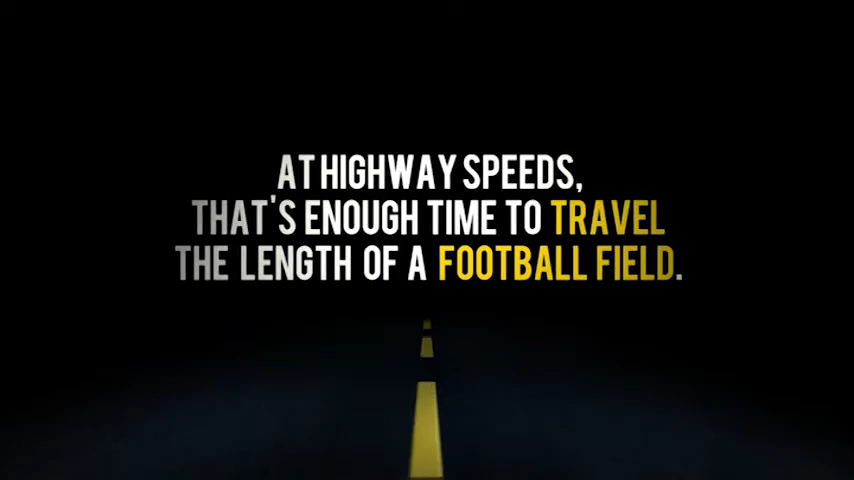 AT HIGHWAY SPEEDS,
THAT'S ENOUGH TIME TO TRAVEL
THE LENGTH OF A FOOTBALL FIELD.